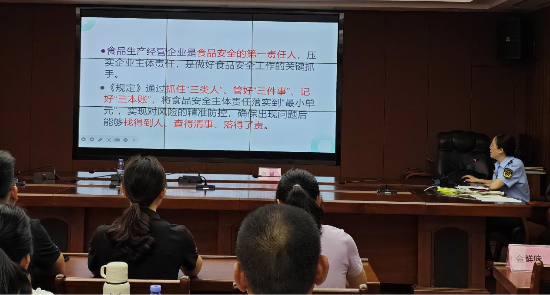 ●食品生产经营企业是食品安全的第一责任人，压
实企业主体责任，是做好食品安全工作的关键抓
手。
●《规定》通过抓住“三类人”、管好“三件事”、记
好“三本账”，将食品安全主体责任落实到“最小单
元”，实现对风险的精准防控，确保出现问题后
能够找得到人、查得清事、落得了责。
鲜味